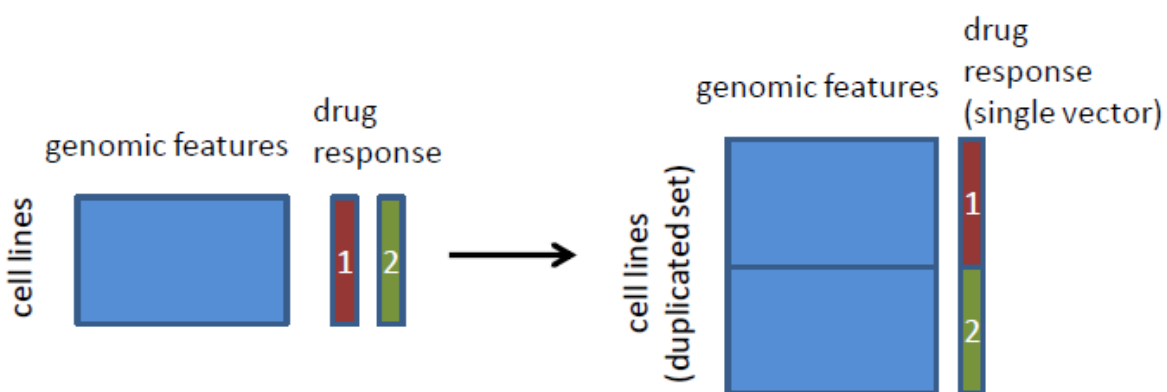 genomic features
drug
response
cell lines
1
2
genomic features
drug
response
(single vector)
cell lines
(duplicated set)
1
2